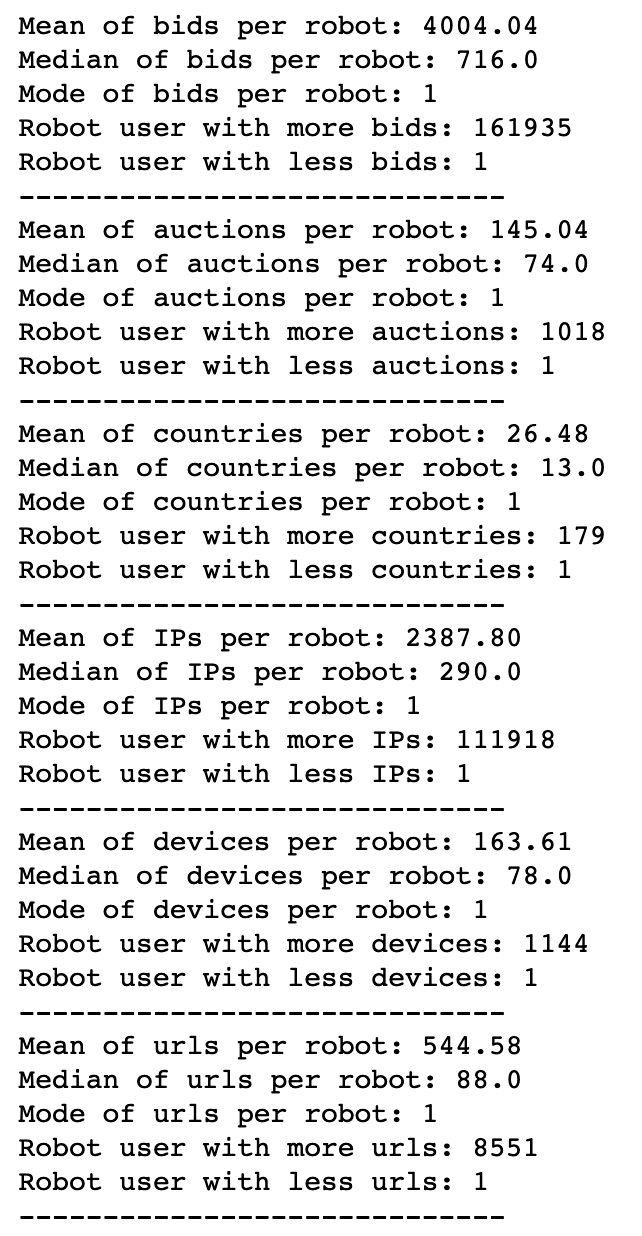 Mean of bids per robot: 4004.04
Median of bids per robot: 716.0
Mode of bids per robot: 1
Robot user with more bids: 161935
Robot user with less bids: 1
-----------------------------
Mean of auctions per robot: 145.04
Median of auctions per robot: 74.0
Mode of auctions per robot: 1
Robot user with more auctions: 1018
Robot user with less auctions: 1
-----------------------------
Mean of countries per robot: 26.48
Median of countries per robot: 13.0
Mode of countries per robot: 1
Robot user with more countries: 179
Robot user with less countries: 1
-----------------------------
Mean of IPs per robot: 2387.80
Median of IPs per robot: 290.0
Mode of IPs per robot: 1
Robot user with more IPs: 111918
Robot user with less IPs: 1
-----------------------------
Mean of devices per robot: 163.61
Median of devices per robot: 78.0
Mode of devices per robot: 1
Robot user with more devices: 1144
Robot user with less devices: 1
-----------------------------
Mean of urls per robot: 544.58
Median of urls per robot: 88.0
Mode of urls per robot: 1
Robot user with more urls: 8551
Robot user with less urls: 1
-----------------------------